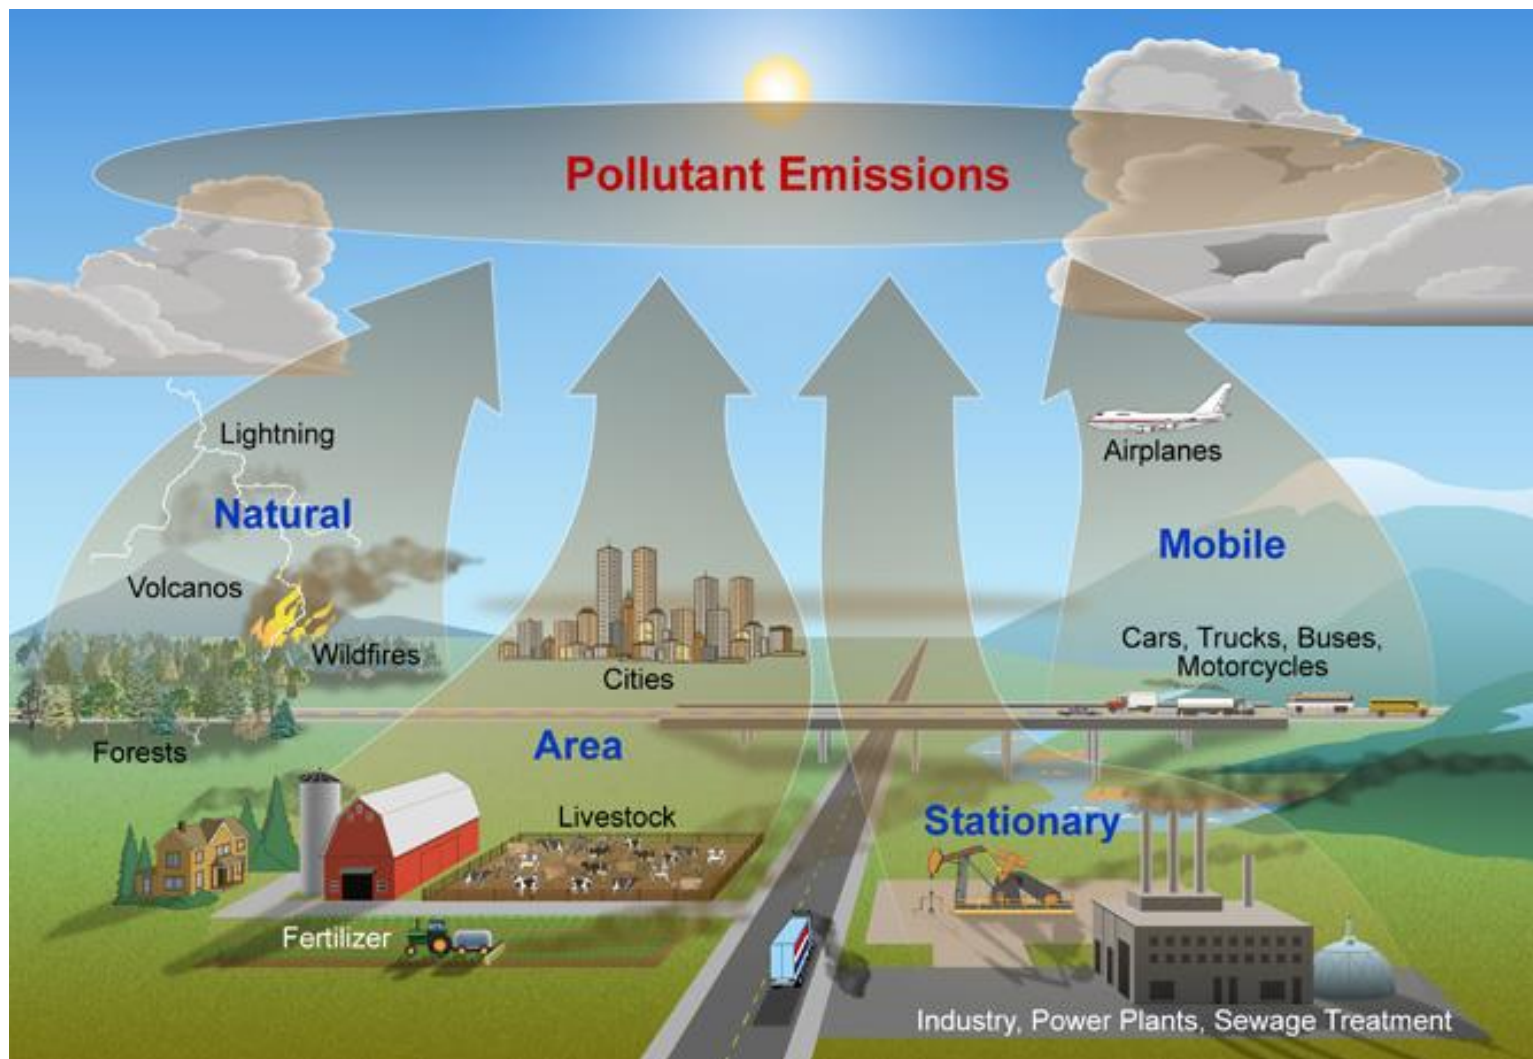 Pollutant Emissions
Lightning
Natural
Volcanos
Wildfires
Forests
Cities
Area
Livestock
Fertilizer
Airplanes
Mobile
Cars, Trucks, Buses,
Motorcycles
Stationary
Industry, Power Plants, Sewage Treatment